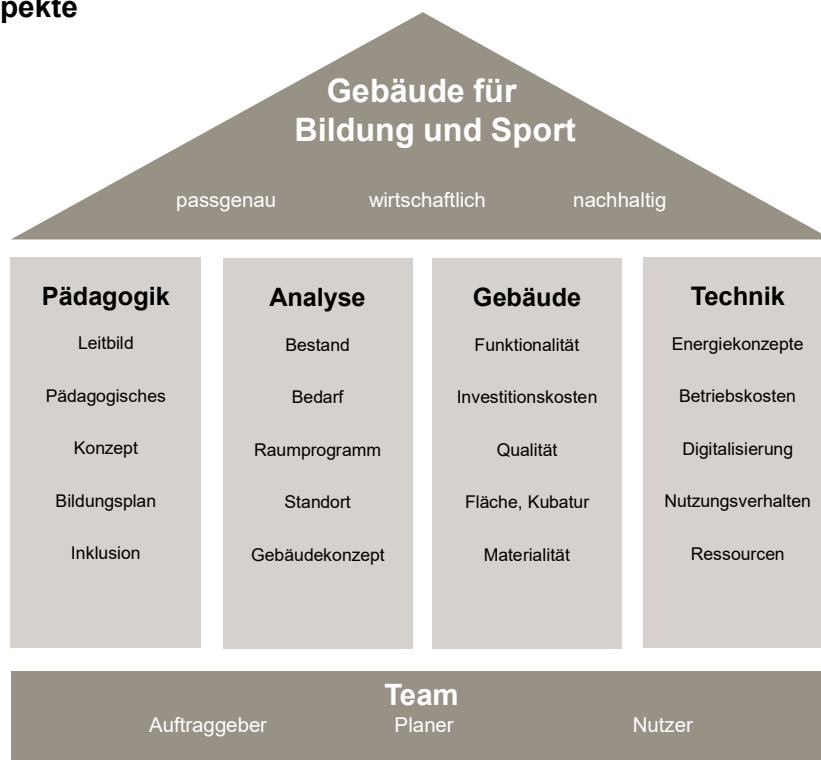 pekte
Gebäude für
Bildung und Sport
passgenau wirtschaftlich nachhaltig
Pädagogik
Leitbild
Pädagogisches
Konzept
Bildungsplan
Inklusion
Analyse
Bestand
Bedarf
Raumprogramm
Standort
Gebäudekonzept
Gebäude
Funktionalität
Investitionskosten
Qualität
Fläche, Kubatur
Materialität
Technik
Energiekonzepte
Betriebskosten
Digitalisierung
Nutzungsverhalten
Ressourcen
Team
Auftraggeber Planer Nutzer